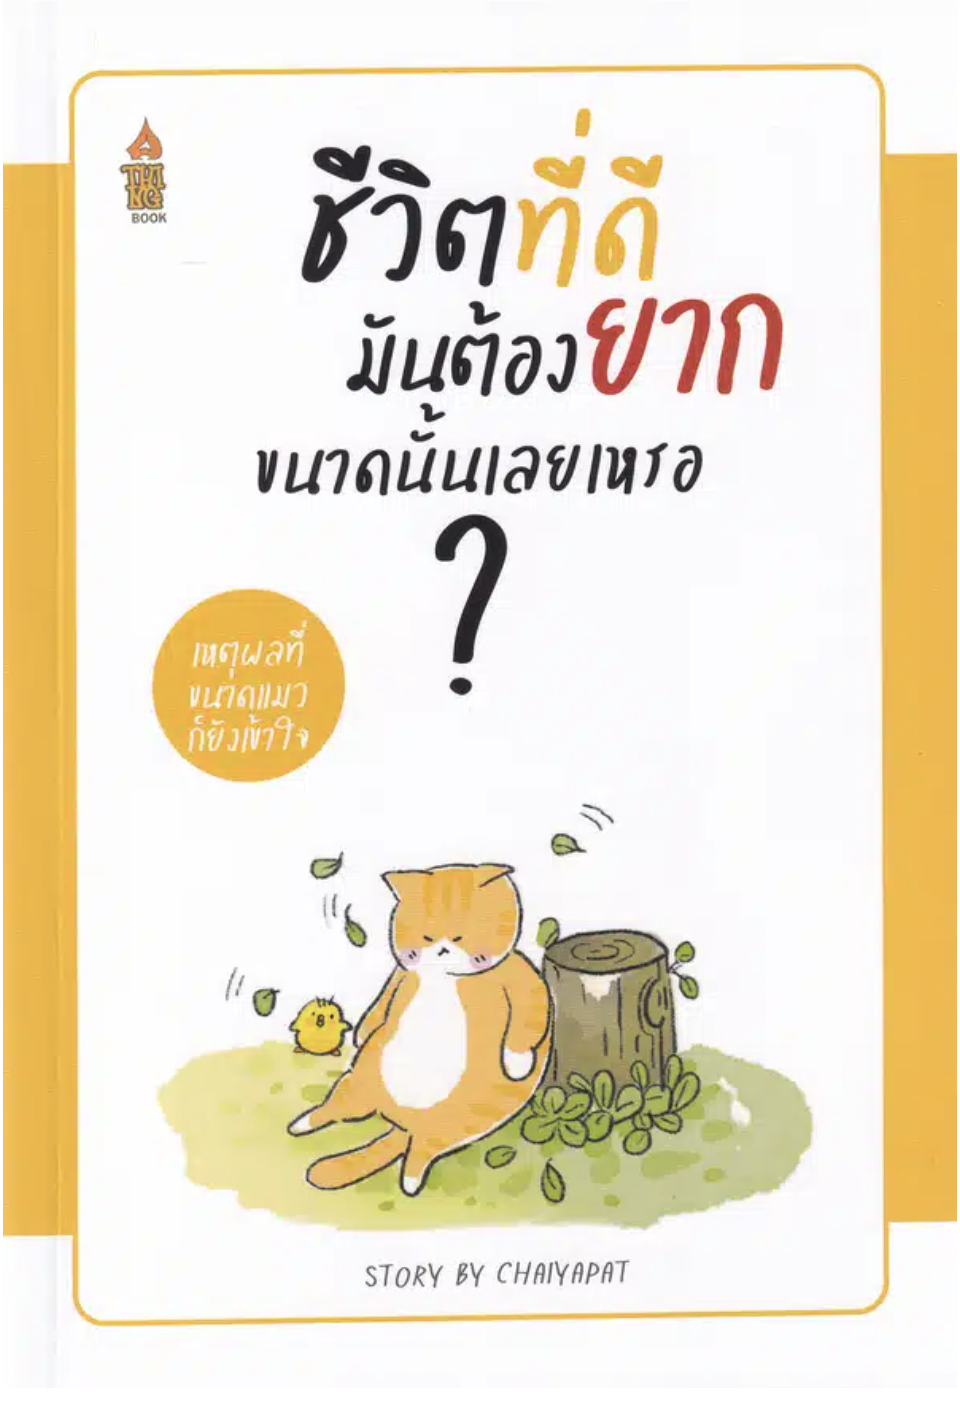 A
THI
NG
BOOK
ชีวิตที่ดี
มันต้องยาก
ขนาดนั้นเลยเหรอ
?
เหตุผลที่
ขนาดแมว
ก็ยังเข้าใจ
STORY BY CHAIYAPAT